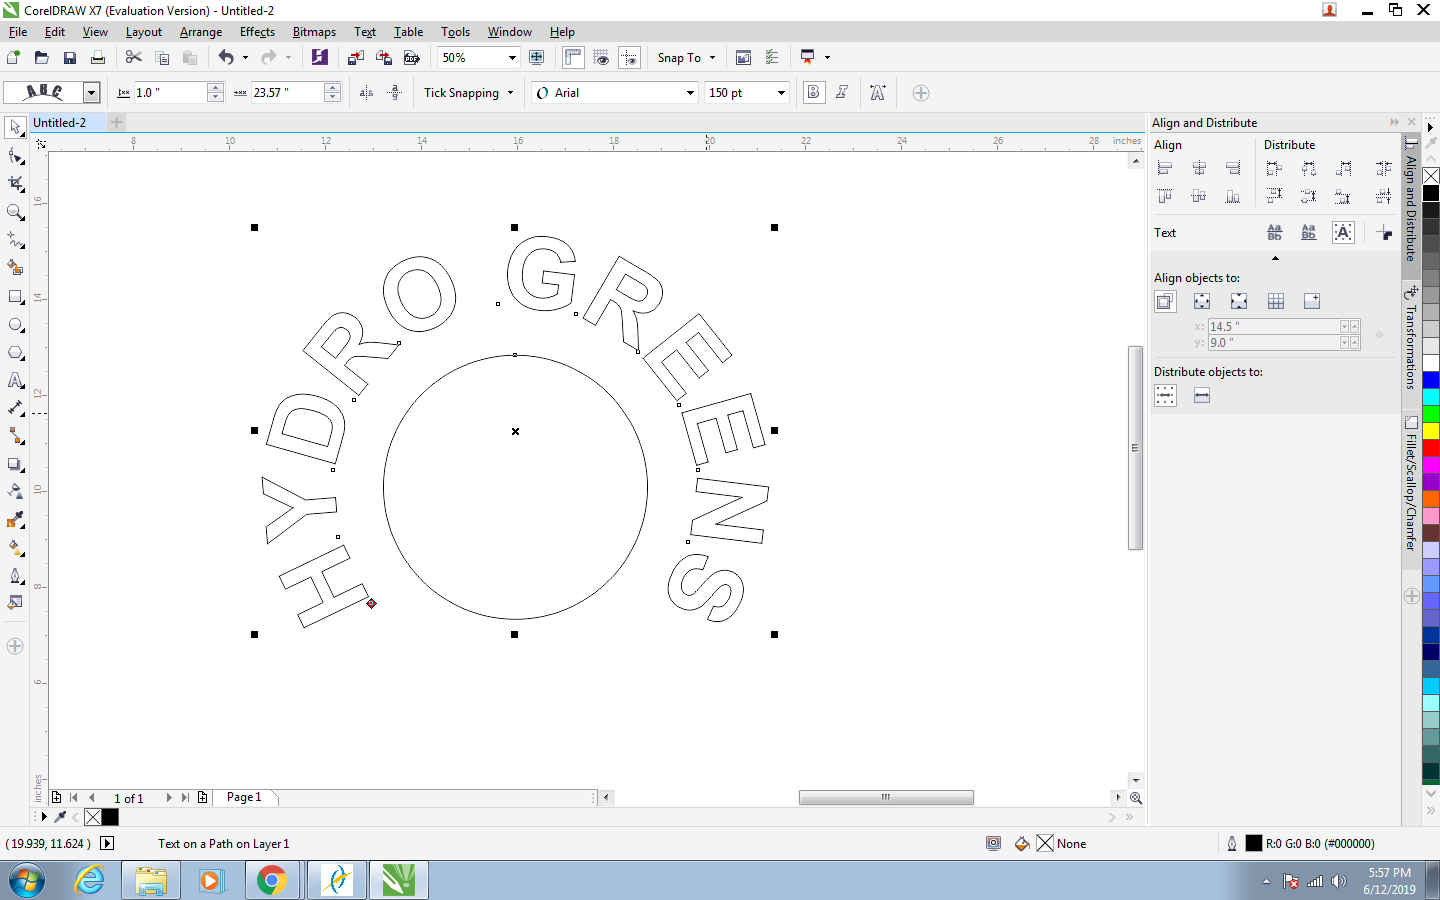 CorelDRAW X7 (Evaluation Version) - Untitled-2
File Edit View Layout Arrange Effects Bitmaps Text Table Tools Window Help
50% Snap To
ABC 1.0 " 23.57 " Tick Snapping Arial 150 pt B I
Untitled-2
8 10 12 14 16 18 20 22 24 26 28 inches
16
14
12
10
8
6
inches
HYDRO GREENS
Align and Distribute
Align Distribute
Text
Align objects to:
x: 14.5 "
y: 9.0 "
Distribute objects to:
Align and Distribute
Transformations
Fillet/Scallop/Chamfer
1 of 1 Page 1
( 19.939, 11.624 ) Text on a Path on Layer 1 None R:0 G:0 B:0 (#000000)
5:57 PM
6/12/2019